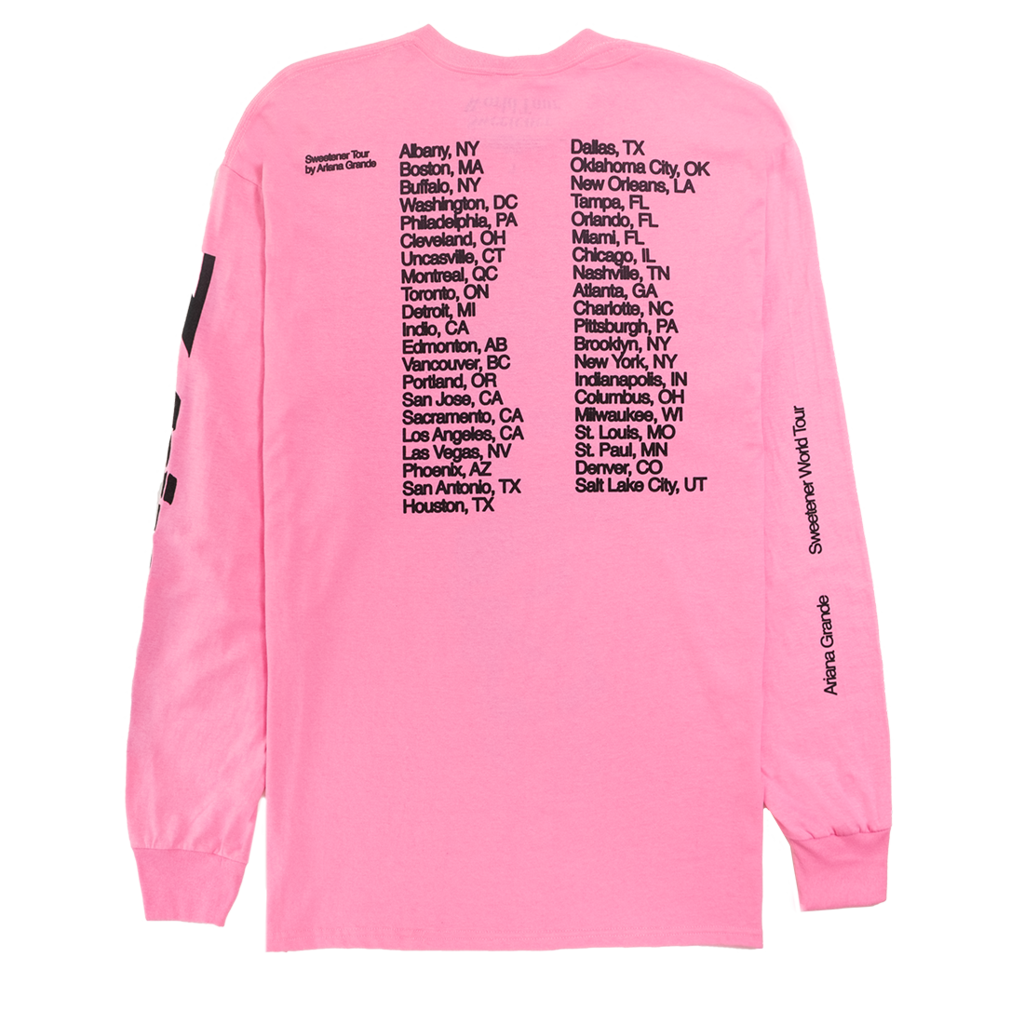 Sweetener Tour
by Ariana Grande
Albany, NY
Boston, MA
Buffalo, NY
Washington, DC
Philadelphia, PA
Cleveland, OH
Uncasville, CT
Montreal, QC
Toronto, ON
Detroit, MI
Indio, CA
Edmonton, AB
Vancouver, BC
Portland, OR
San Jose, CA
Sacramento, CA
Los Angeles, CA
Las Vegas, NV
Phoenix, AZ
San Antonio, TX
Houston, TX
Dallas, TX
Oklahoma City, OK
New Orleans, LA
Tampa, FL
Orlando, FL
Miami, FL
Chicago, IL
Nashville, TN
Atlanta, GA
Charlotte, NC
Pittsburgh, PA
Brooklyn, NY
New York, NY
Indianapolis, IN
Columbus, OH
Milwaukee, WI
St. Louis, MO
St. Paul, MN
Denver, CO
Salt Lake City, UT
Ariana Grande
Sweetener World Tour